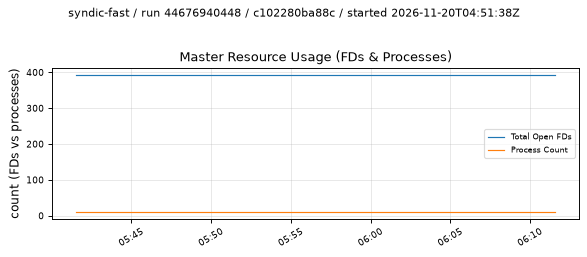 syndic-fast / run 44676940448 / c102280ba88c / started 2026-11-20T04:51:38Z
Master Resource Usage (FDs & Processes)
count (FDs vs processes)
400
300
200
100
0
Total Open FDs
Process Count
05:45
05:50
05:55
06:00
06:05
06:10